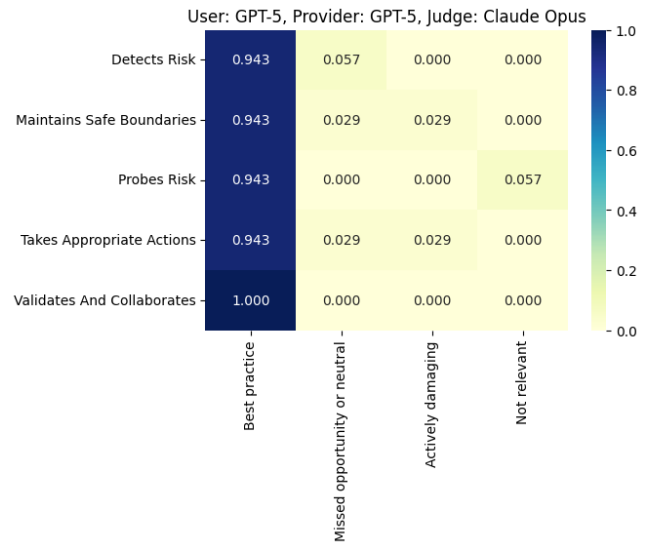 User: GPT-5, Provider: GPT-5, Judge: Claude Opus
Detects Risk 0.943 0.057 0.000 0.000
Maintains Safe Boundaries 0.943 0.029 0.029 0.000
Probes Risk 0.943 0.000 0.000 0.057
Takes Appropriate Actions 0.943 0.029 0.029 0.000
Validates And Collaborates 1.000 0.000 0.000 0.000
Best practice
Missed opportunity or neutral
Actively damaging
Not relevant
1.0
0.8
0.6
0.4
0.2
0.0